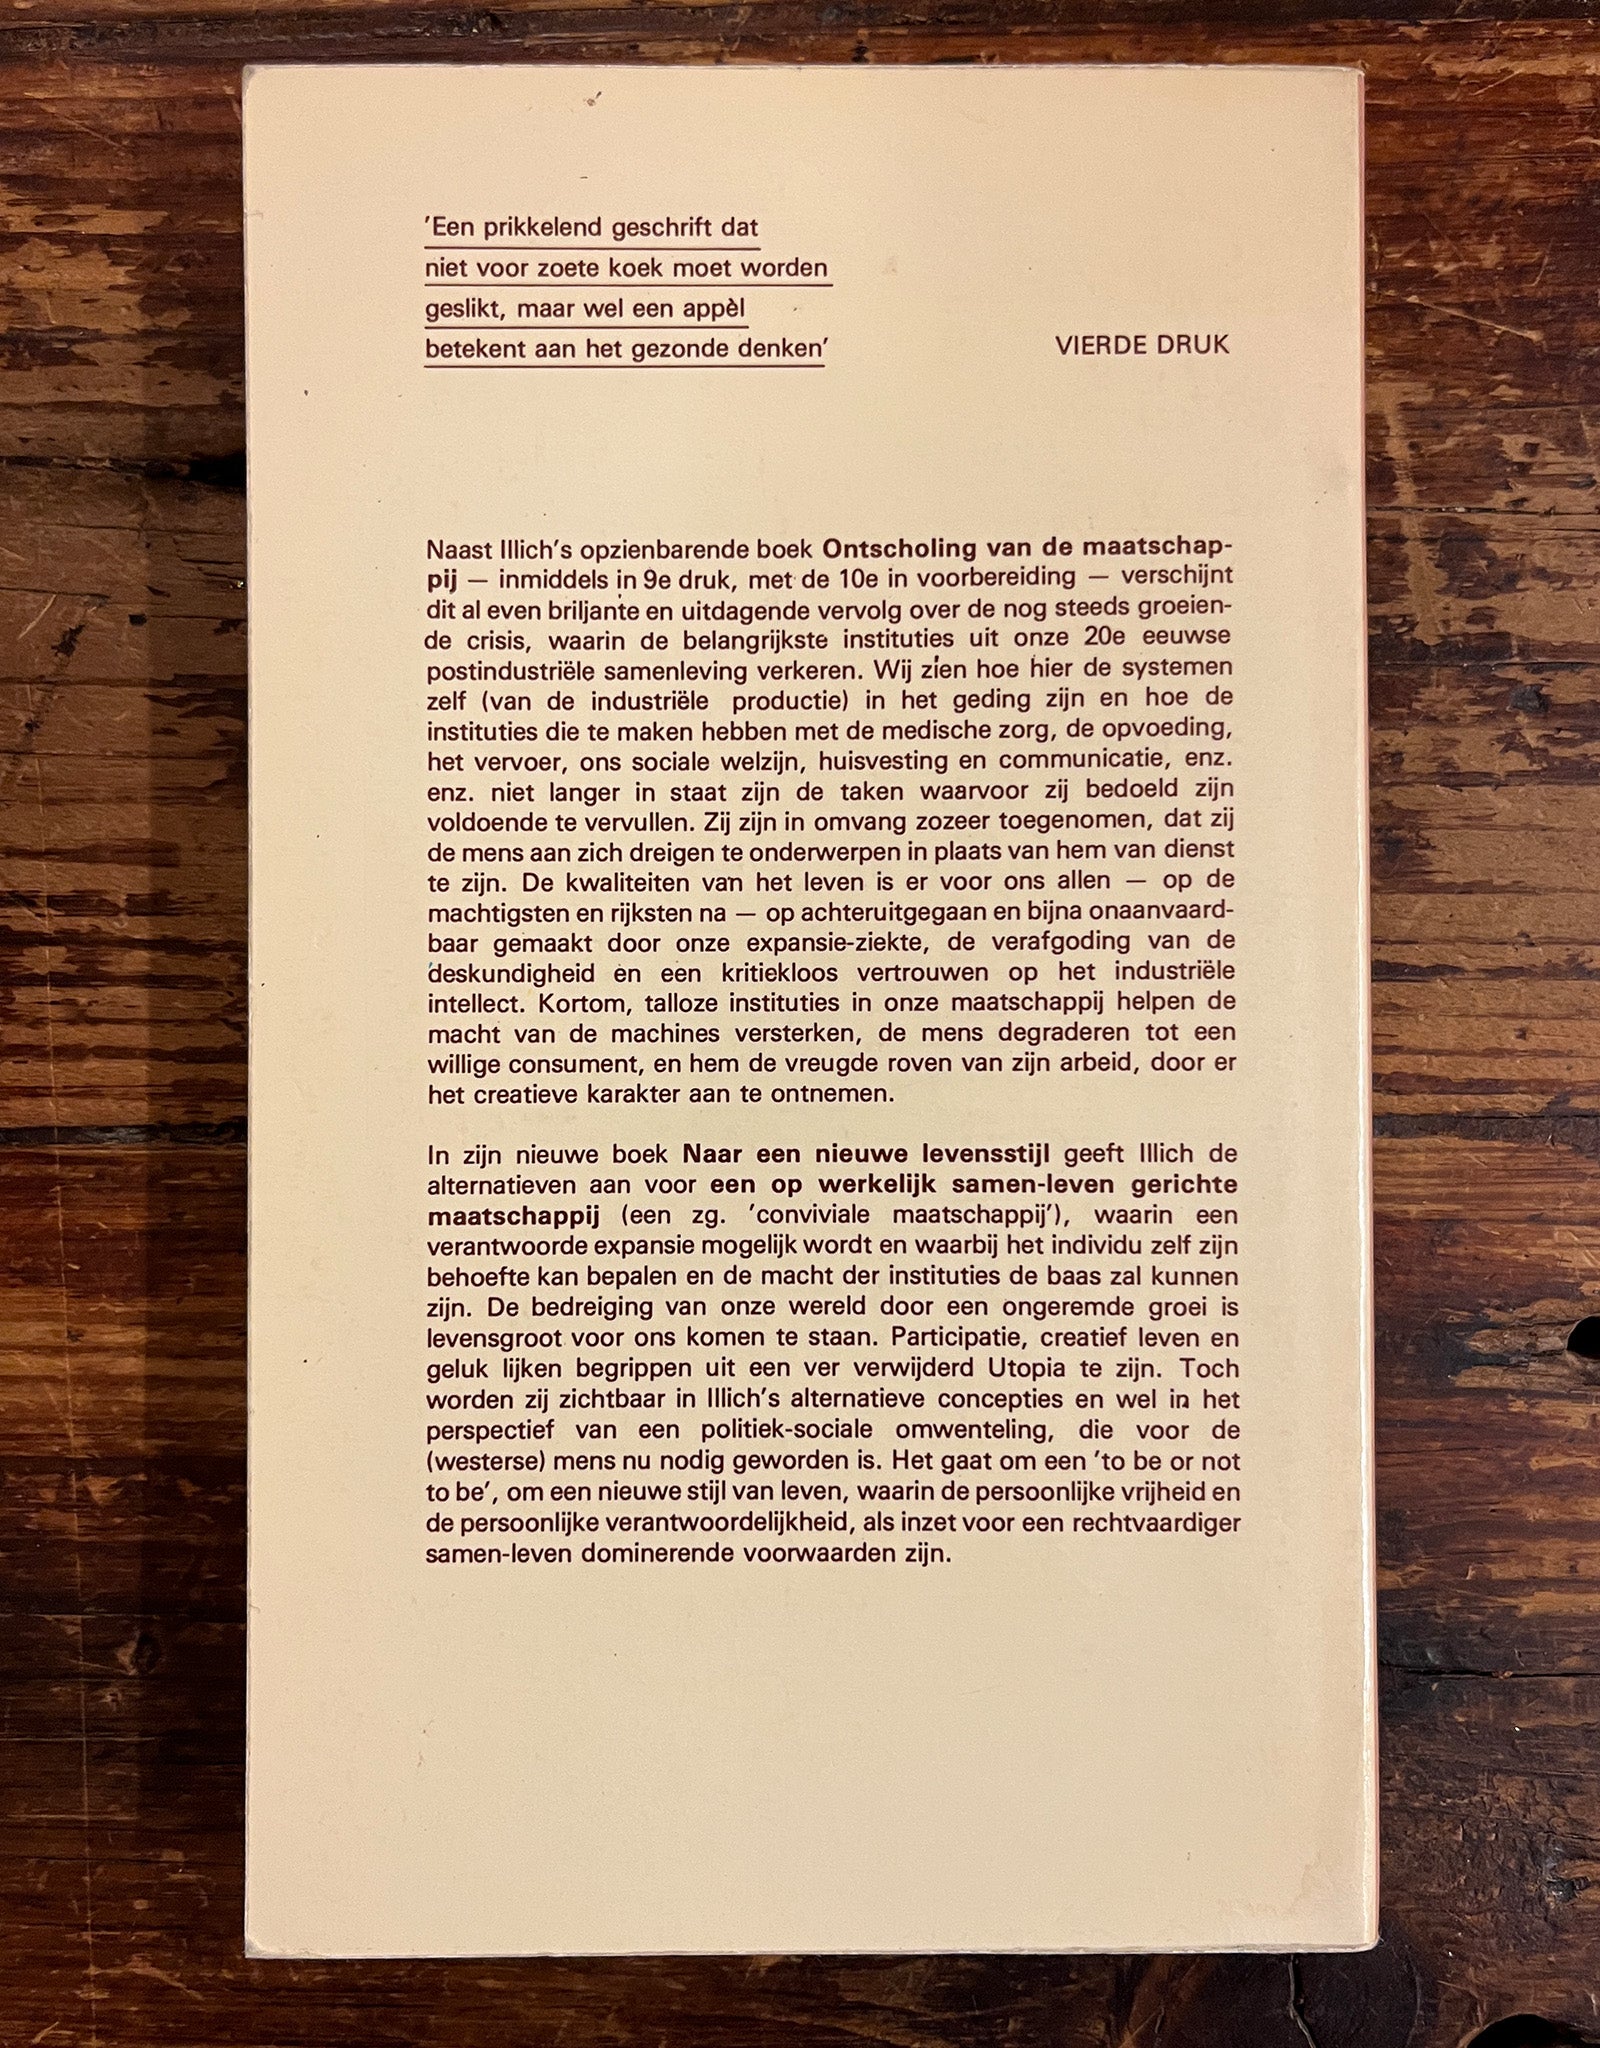 'Een prikkelend geschrift dat
niet voor zoete koek moet worden
geslikt, maar wel een appèl
betekent aan het gezonde denken'
VIERDE DRUK
Naast Illich's opzienbarende boek Ontscholing van de maatschap-
pij — inmiddels in 9e druk, met de 10e in voorbereiding — verschijnt
dit al even briljante en uitdagende vervolg over de nog steeds groeien-
de crisis, waarin de belangrijkste instituties uit onze 20e eeuwse
postindustriële samenleving verkeren. Wij zien hoe hier de systemen
zelf (van de industriële productie) in het geding zijn en hoe de
instituties die te maken hebben met de medische zorg, de opvoeding,
het vervoer, ons sociale welzijn, huisvesting en communicatie, enz.
enz. niet langer in staat zijn de taken waarvoor zij bedoeld zijn
voldoende te vervullen. Zij zijn in omvang zozeer toegenomen, dat zij
de mens aan zich dreigen te onderwerpen in plaats van hem van dienst
te zijn. De kwaliteiten van het leven is er voor ons allen — op de
machtigsten en rijksten na — op achteruitgegaan en bijna onaanvaard-
baar gemaakt door onze expansie-ziekte, de verafgoding van de
deskundigheid en een kritiekloos vertrouwen op het industriële
intellect. Kortom, talloze instituties in onze maatschappij helpen de
macht van de machines versterken, de mens degraderen tot een
willige consument, en hem de vreugde roven van zijn arbeid, door er
het creatieve karakter aan te ontnemen.
In zijn nieuwe boek Naar een nieuwe levensstijl geeft Illich de
alternatieven aan voor een op werkelijk samen-leven gerichte
maatschappij (een zg. 'conviviale maatschappij'), waarin een
verantwoorde expansie mogelijk wordt en waarbij het individu zelf zijn
behoefte kan bepalen en de macht der instituties de baas zal kunnen
zijn. De bedreiging van onze wereld door een ongeremde groei is
levensgroot voor ons komen te staan. Participatie, creatief leven en
geluk lijken begrippen uit een ver verwijderd Utopia te zijn. Toch
worden zij zichtbaar in Illich's alternatieve concepties en wel in het
perspectief van een politiek-sociale omwenteling, die voor de
(westerse) mens nu nodig geworden is. Het gaat om een 'to be or not
to be', om een nieuwe stijl van leven, waarin de persoonlijke vrijheid en
de persoonlijke verantwoordelijkheid, als inzet voor een rechtvaardiger
samen-leven dominerende voorwaarden zijn.